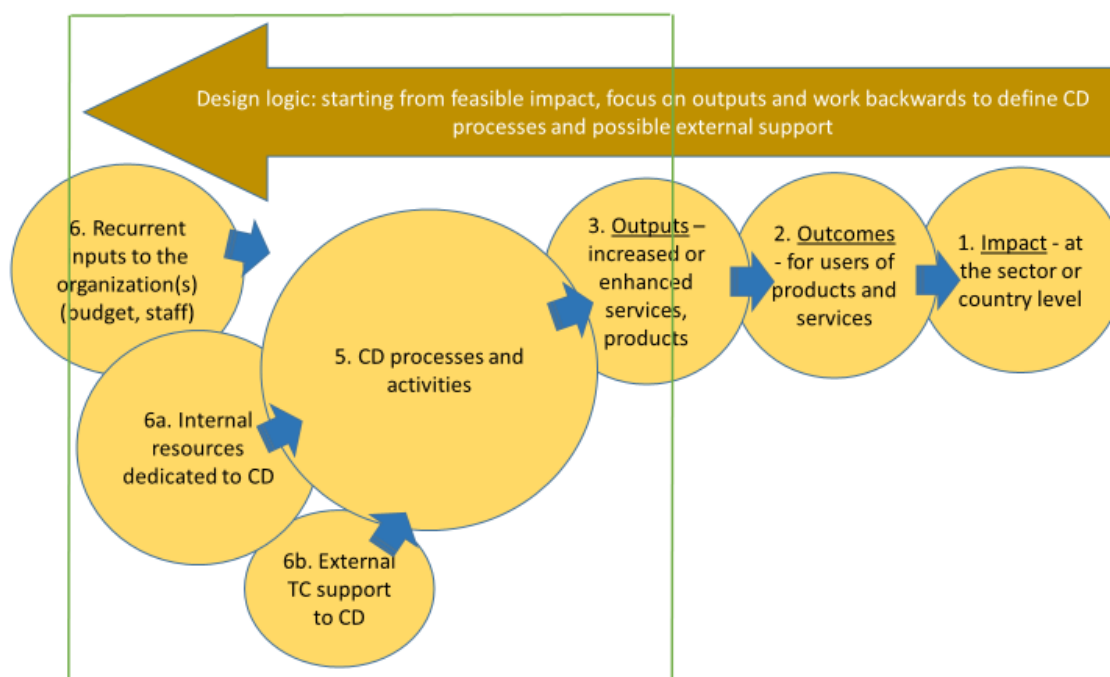 Design logic: starting from feasible impact, focus on outputs and work backwards to define CD
processes and possible external support
6. Recurrent
inputs to the
organization(s)
(budget, staff)
3. Outputs –
increased or
enhanced
services,
products
2. Outcomes
- for users of
products and
services
1. Impact - at
the sector or
country level
5. CD processes and
activities
6a. Internal
resources
dedicated to CD
6b. External
TC support
to CD